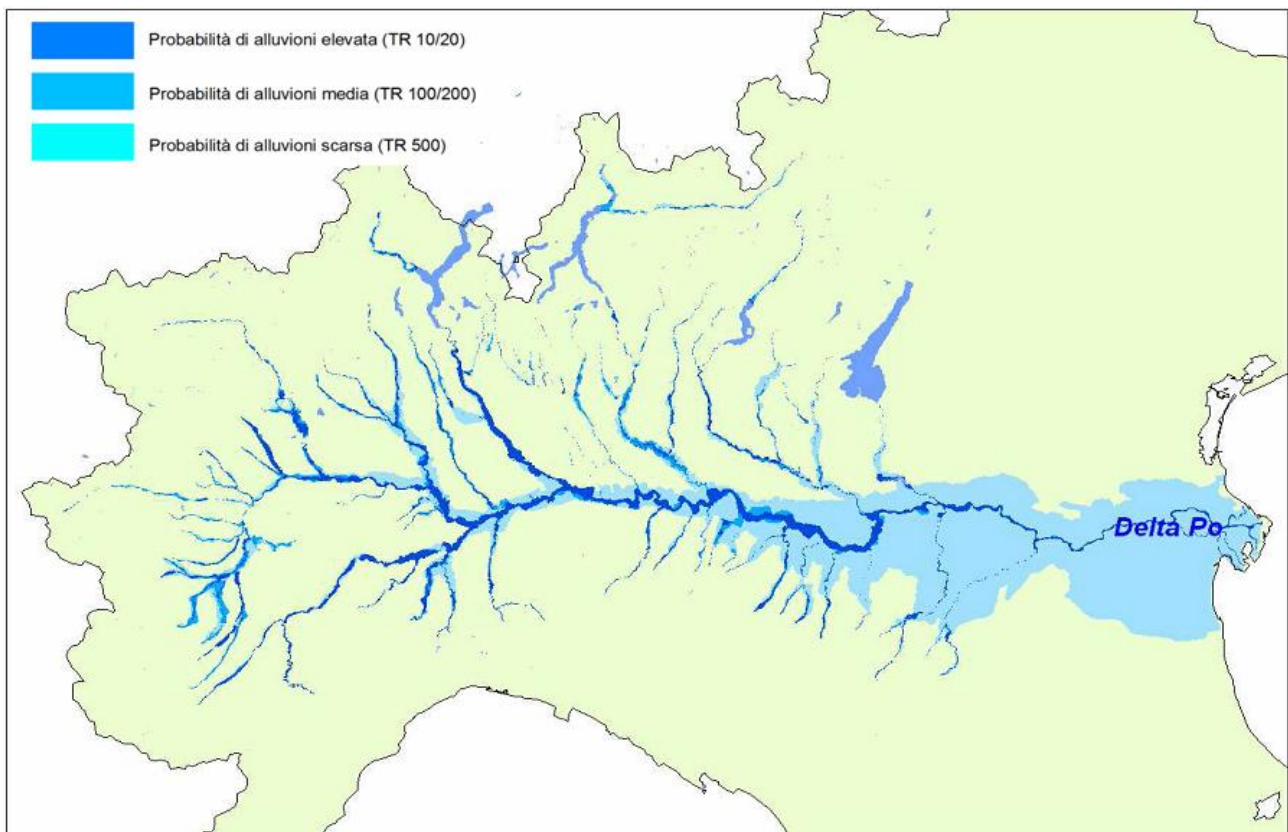 Probabilità di alluvioni elevata (TR 10/20)
Probabilità di alluvioni media (TR 100/200)
Probabilità di alluvioni scarsa (TR 500)
Delta Po